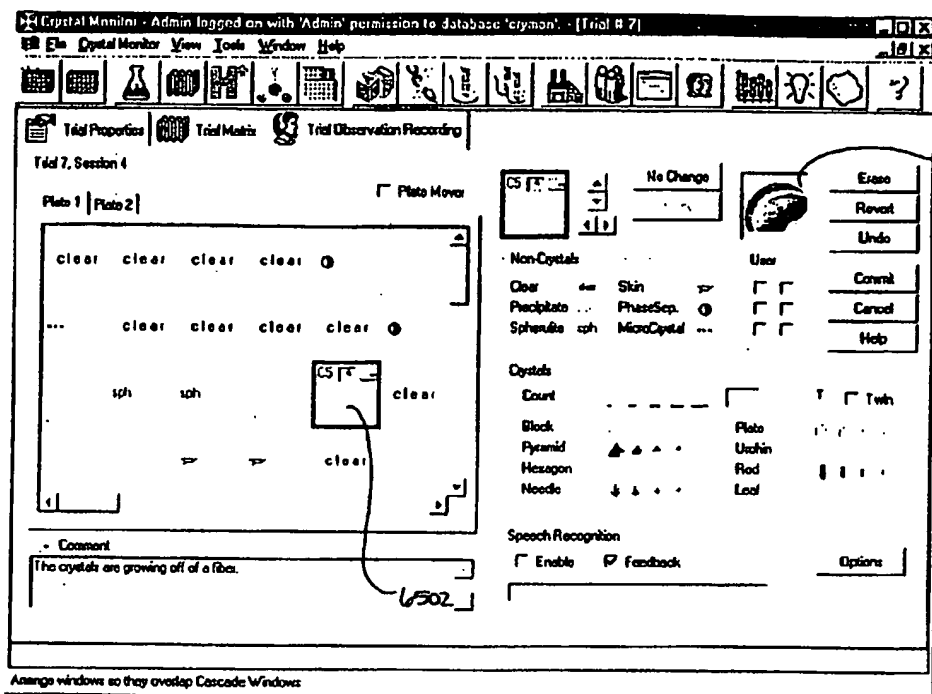 Crystal Monitor - Admin logged on with 'Admin' permission to database 'cryman'. - [Trial # 7]
File Crystal Monitor View Tools Window Help
Trial Properties Trial Matrix Trial Observation Recording
Trial 7, Session 4
Plate 1 Plate 2
Plate Mover
C5
No Change
Erase
Revert
Undo
clear clear clear clear
Non-Crystals User
Clear Skin
Commit
Precipitate PhaseSep.
Cancel
... clear clear clear clear
Spherulite sph MicroCrystal ...
Help
Crystals
C5
sph sph clear
Count T Twin
Block Plate
Pyramid Urchin
clear
Hexagon Rod
Needle Leaf
Speech Recognition
Comment
Enable Feedback Options
The crystals are growing off of a fiber.
6502
Arrange windows so they overlap Cascade Windows